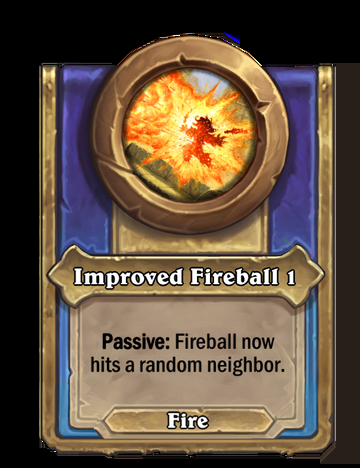 Improved Fireball 1
Passive: Fireball now
hits a random neighbor.
Fire